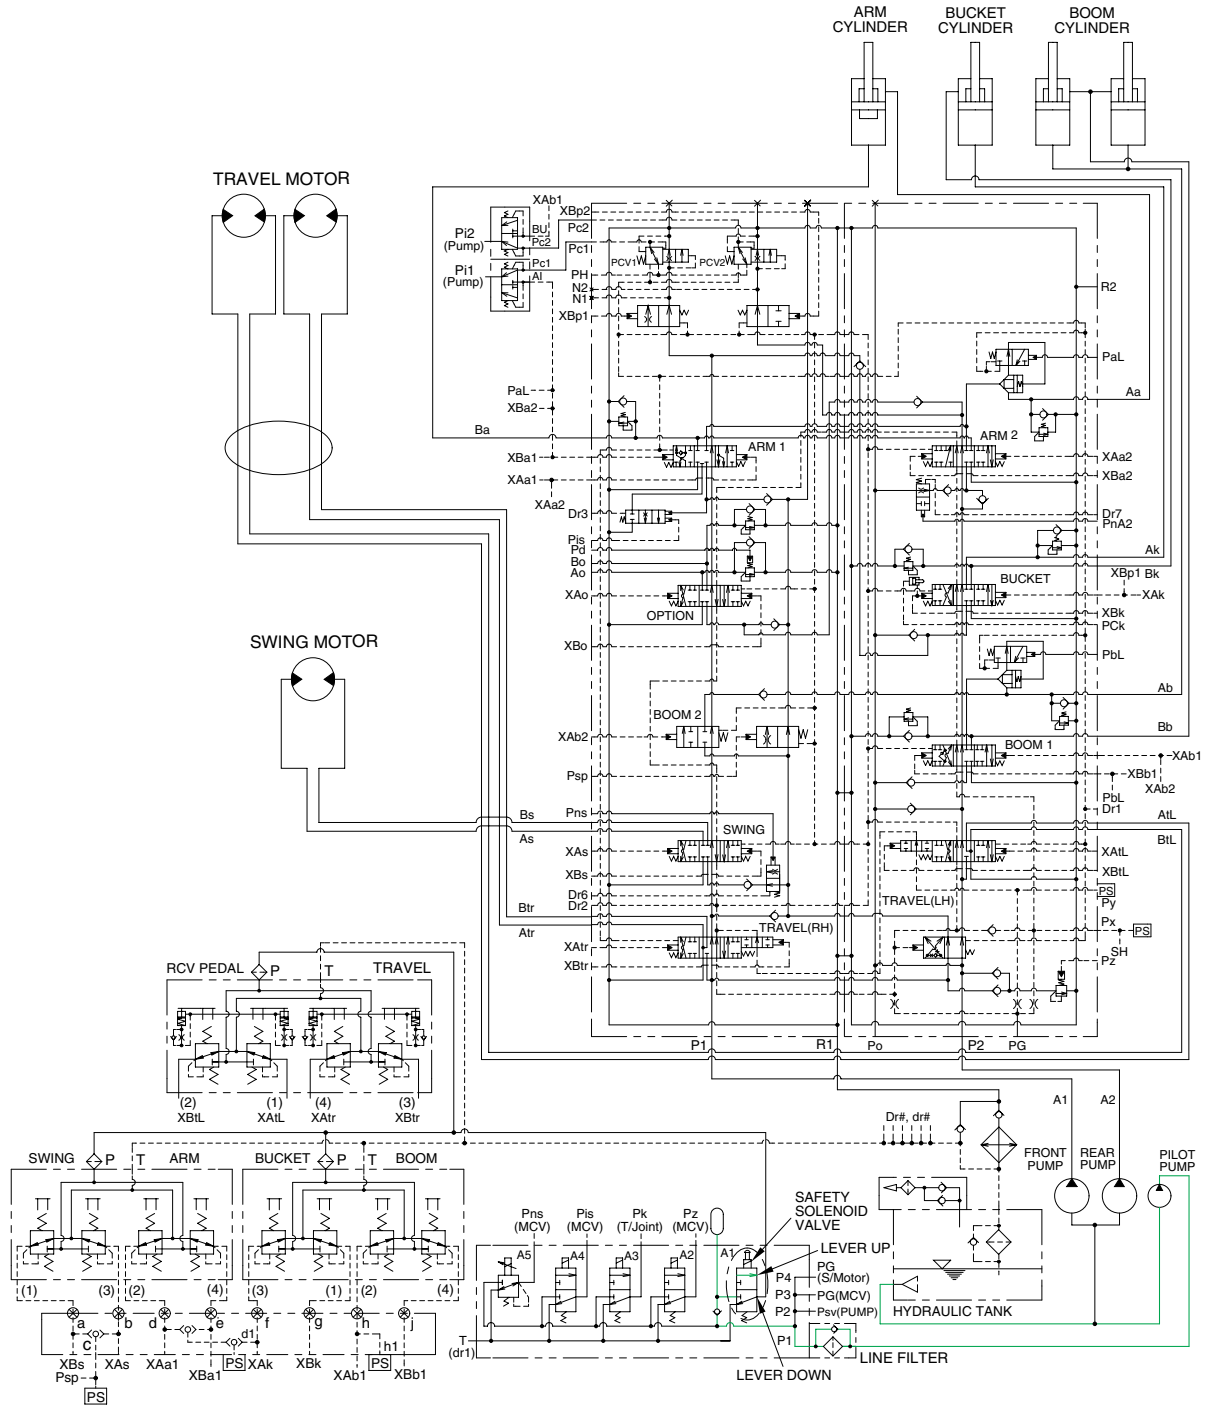 ARM
CYLINDER
BUCKET
CYLINDER
BOOM
CYLINDER
TRAVEL MOTOR
XAb1
XBp2
Pc2
Pi2
(Pump)
BU
Pc2
Pc1
Pi1
(Pump)
Pc1
AI
PCV1
PCV2
PH
N2
N1
XBp1
R2
PaL
Aa
PaL
XBa2
Ba
ARM 1
ARM 2
XBa1
XAa1
XAa2
XAa2
XBa2
Dr3
Dr7
PnA2
Pis
Pd
Bo
Ao
Ak
XBp1
Bk
BUCKET
XAo
OPTION
XAk
XBk
PCk
XBo
PbL
SWING MOTOR
Ab
BOOM 2
Bb
XAb2
BOOM 1
XAb1
XBb1
XAb2
Psp
PbL
Dr1
Pns
Bs
As
SWING
AtL
BtL
XAs
XAtL
XBs
XBtL
Dr6
Dr2
TRAVEL(LH)
PS
Py
Btr
Atr
TRAVEL(RH)
Px
PS
XAtr
SH
XBtr
Pz
RCV PEDAL
P
T
TRAVEL
P1
R1
Po
P2
PG
(2)
XBtL
(1)
XAtL
(4)
XAtr
(3)
XBtr
A1
A2
Dr#, dr#
FRONT
PUMP
REAR
PUMP
PILOT
PUMP
SWING
P
T
ARM
BUCKET
P
T
BOOM
SAFETY
SOLENOID
VALVE
LEVER UP
Pns
(MCV)
Pis
(MCV)
Pk
(T/Joint)
Pz
(MCV)
A5
A4
A3
A2
A1
PG
P4
(S/Motor)
P3
PG(MCV)
P2
Psv(PUMP)
P1
T
(dr1)
HYDRAULIC TANK
LINE FILTER
LEVER DOWN
(1)
(3)
(2)
(4)
(3)
(1)
(2)
(4)
a
b
d
e
f
g
h
j
c
d1
h1
XBs
XAs
XAa1
XBa1
PS
XAk
XBk
XAb1
PS
XBb1
Psp
PS